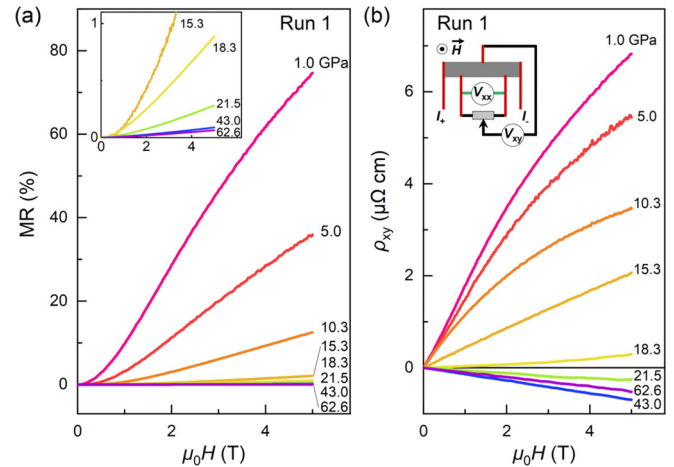 (a)
Run 1
90
80
60
40
20
0
MR (%)
0
2
4
μ₀H (T)
1
0
0
2
4
15.3
18.3
21.5
43.0
62.6
1.0 GPa
5.0
10.3
15.3
18.3
21.5
43.0
62.6
(b)
Run 1
6
4
2
0
-2
ρxy (μΩ cm)
0
2
4
μ₀H (T)
H
Vxx
I+
I-
Vxy
1.0 GPa
5.0
10.3
15.3
18.3
21.5
62.6
43.0